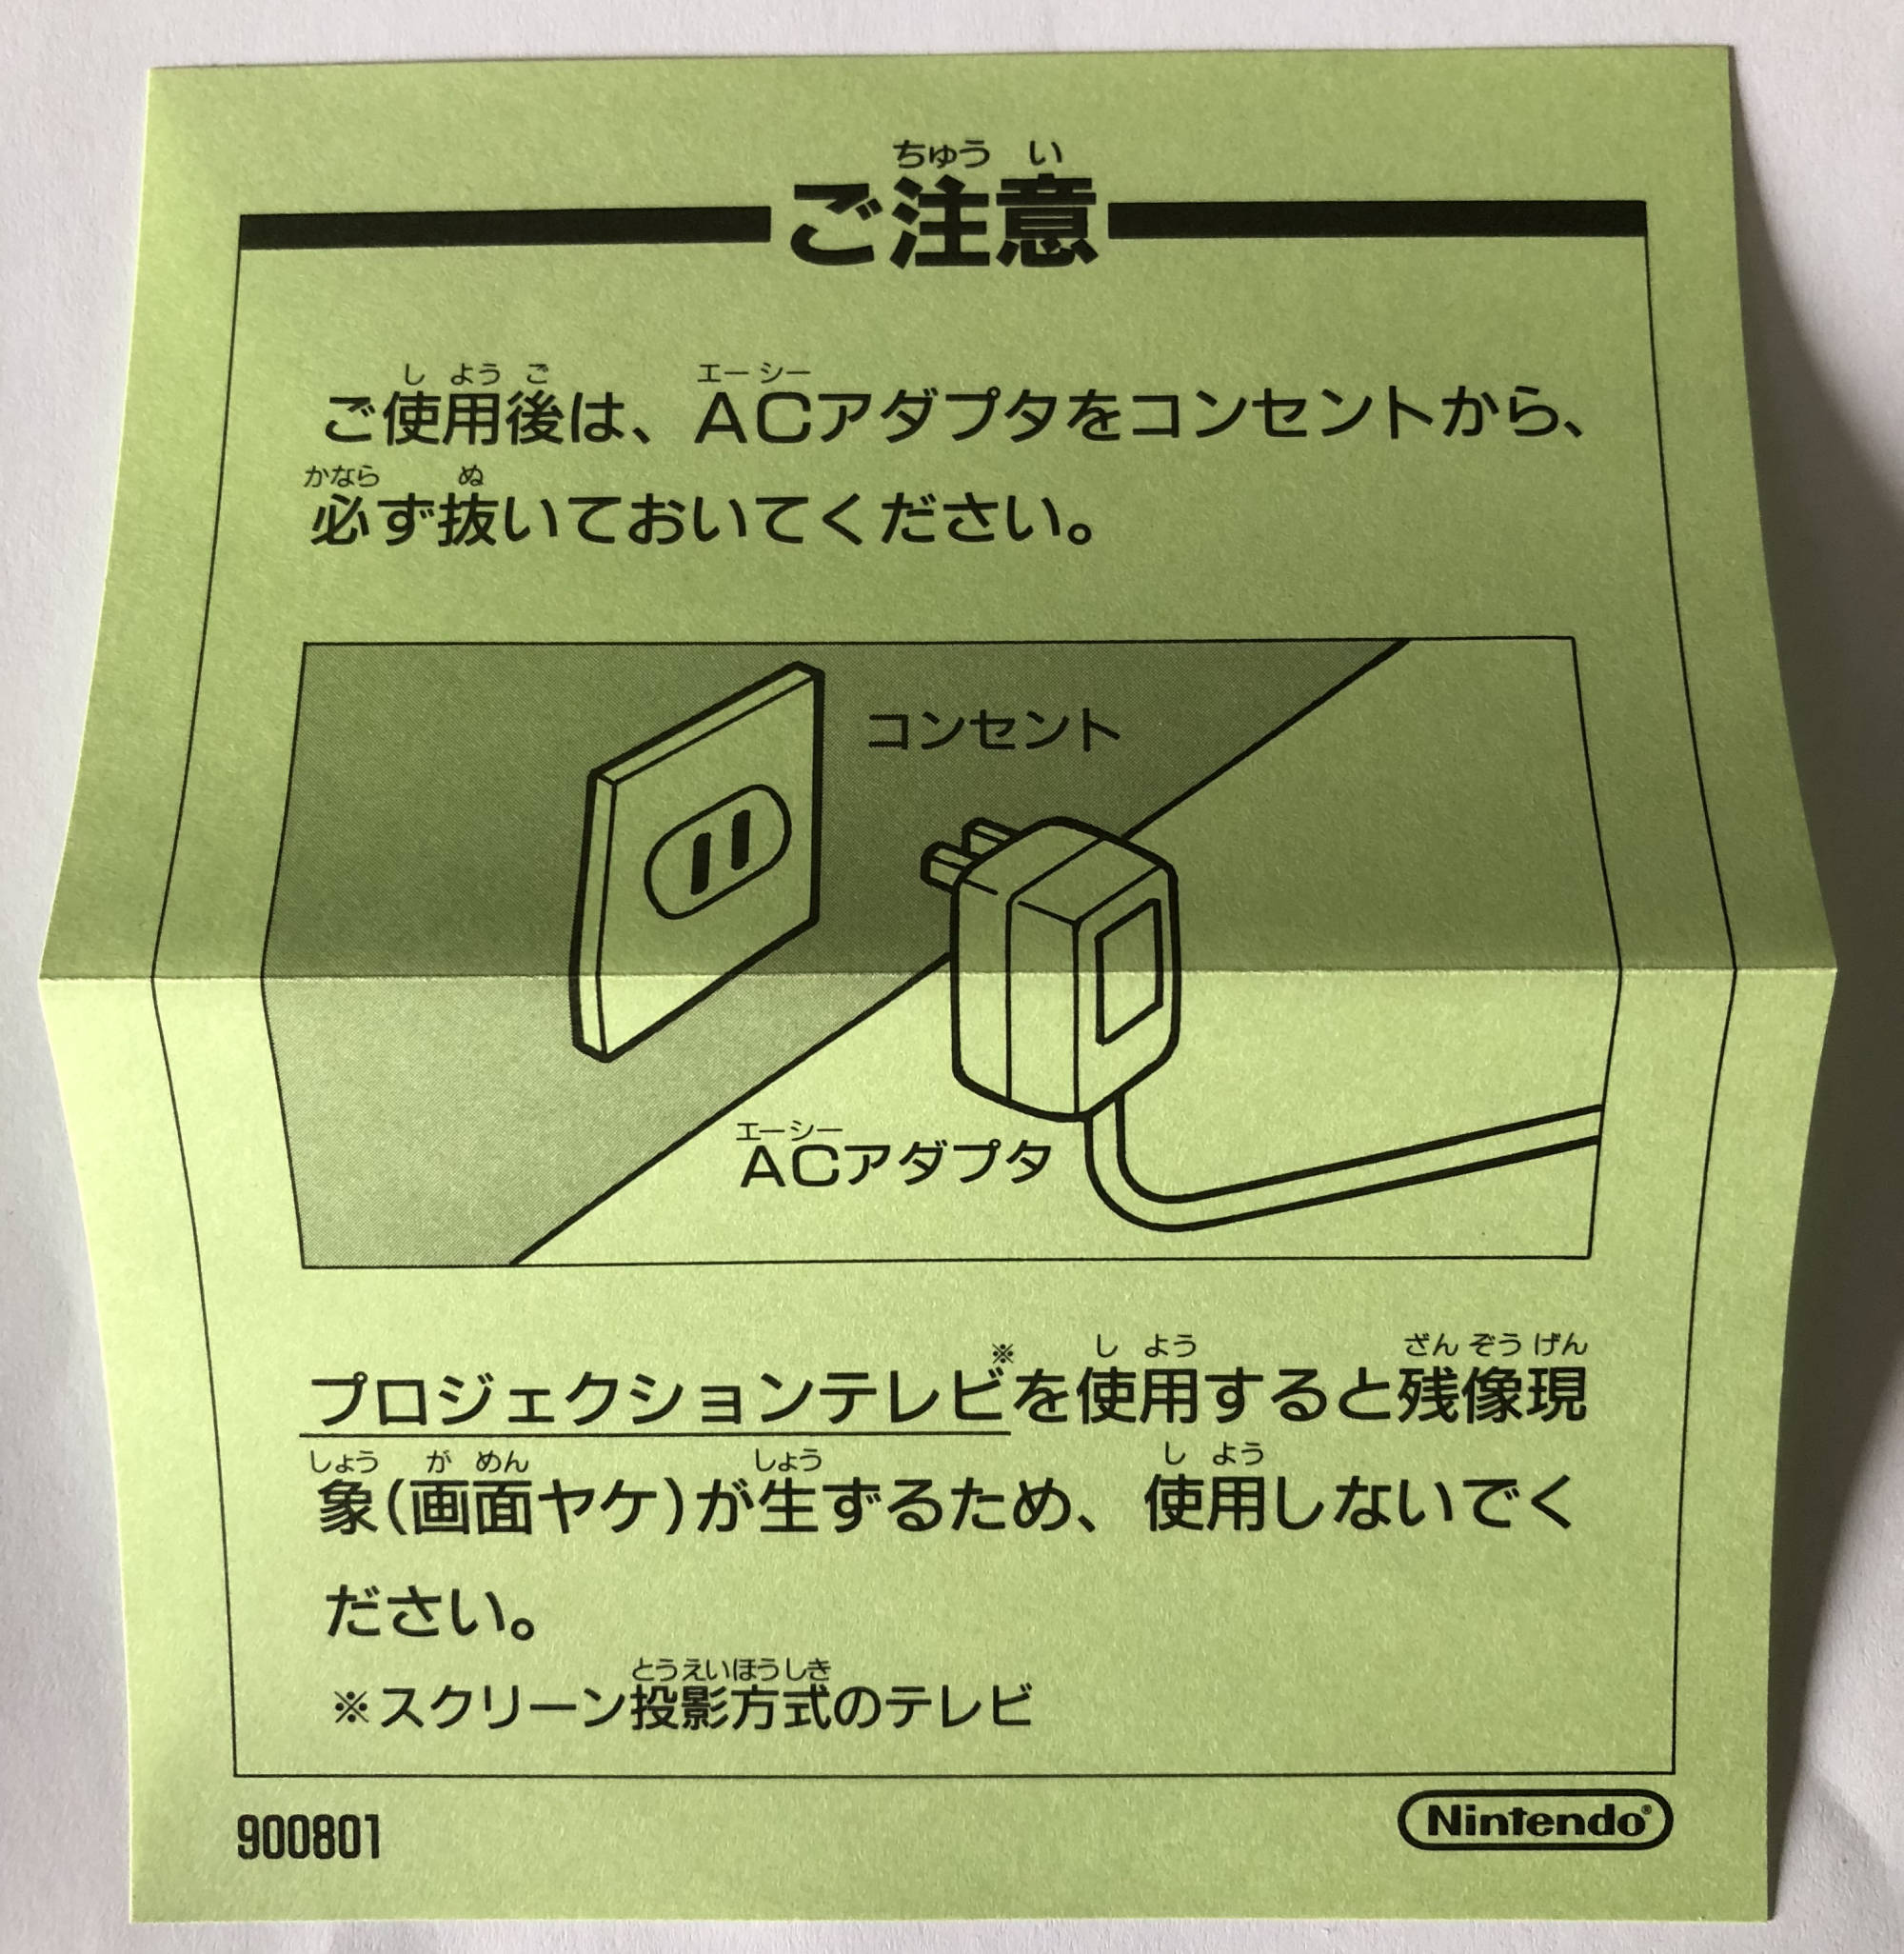 ちゅう い
ご注意
し よう ご エーシー
ご使用後は、ACアダプタをコンセントから、
かなら ぬ
必ず抜いておいてください。
コンセント
エーシー
ACアダプタ
※ し よう ざん ぞう げん
プロジェクションテレビを使用すると残像現
しょう が めん しょう し よう
象(画面ヤケ)が生ずるため、使用しないでく
ださい。
とうえいほうしき
※スクリーン投影方式のテレビ
900801
Nintendo®